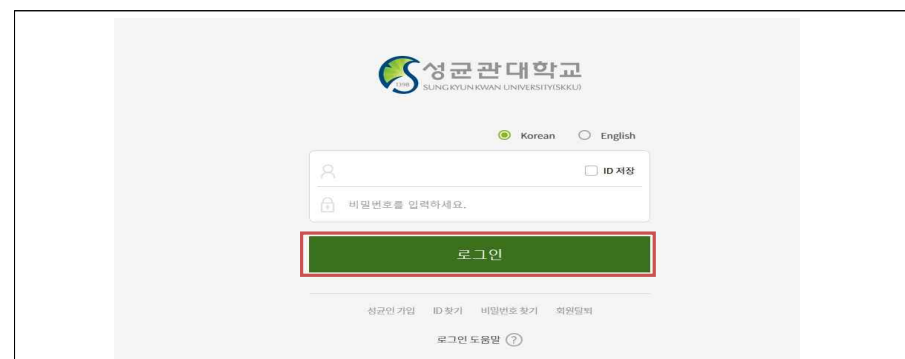 성균관대학교
1398
SUNG KYUN KWAN UNIVERSITY(SKKU)
Korean English
ID 저장
비밀번호를 입력하세요.
로그인
성균인 가입 ID 찾기 비밀번호 찾기 회원탈퇴
로그인 도움말 ?